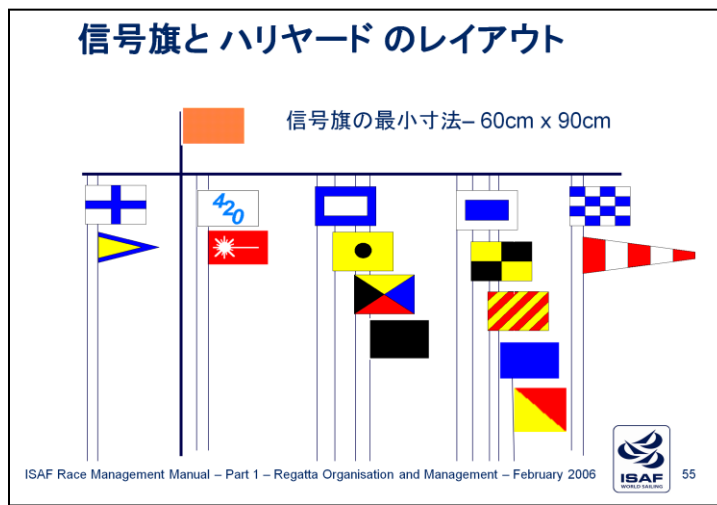 信号旗と ハリヤード のレイアウト
信号旗の最小寸法– 60cm x 90cm
420
ISAF Race Management Manual – Part 1 – Regatta Organisation and Management – February 2006
ISAF
WORLD SAILING
55